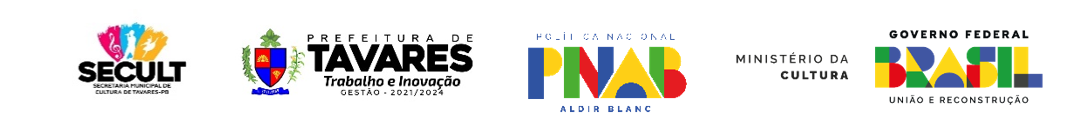 SECULT
SECRETARIA MUNICIPAL DE
CULTURA DE TAVARES-PB
PREFEITURA DE
TAVARES
Trabalho e Inovação
GESTÃO - 2021/2024
POLÍTICA NACIONAL
PNAB
ALDIR BLANC
MINISTÉRIO DA
CULTURA
GOVERNO FEDERAL
BRASIL
UNIÃO E RECONSTRUÇÃO